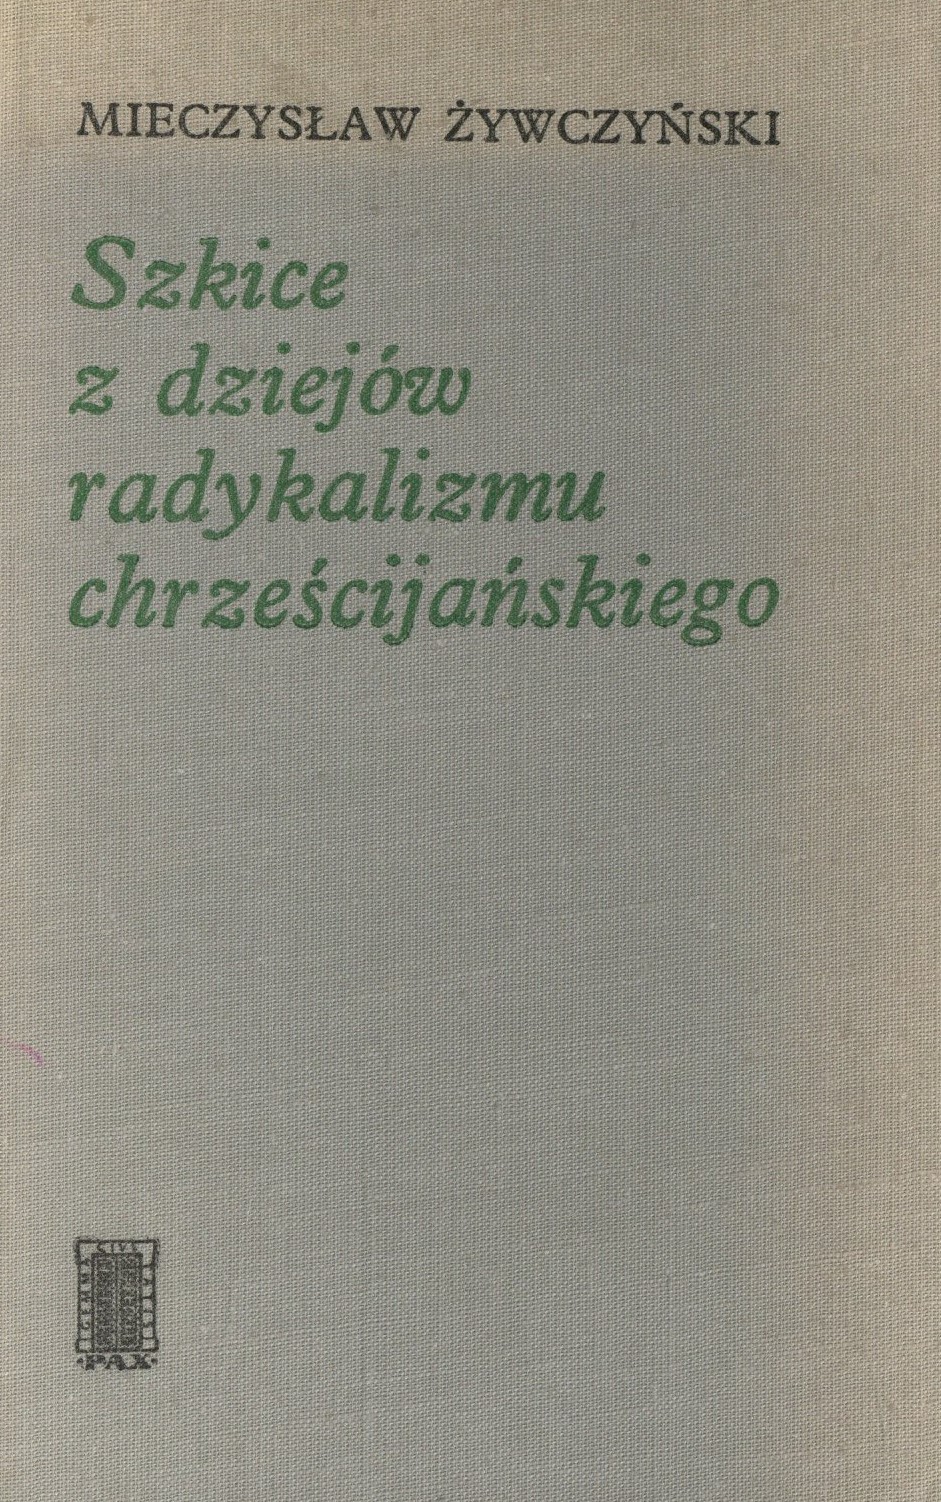 MIECZYSŁAW ŻYWCZYŃSKI
Szkice
z dziejów
radykalizmu
chrześcijańskiego
PAX